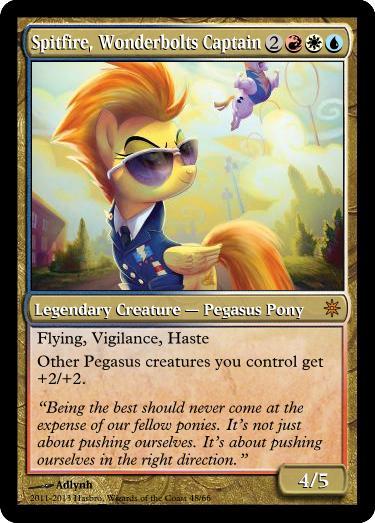 Spitfire, Wonderbolts Captain 2
Legendary Creature — Pegasus Pony
Flying, Vigilance, Haste
Other Pegasus creatures you control get
+2/+2.
“Being the best should never come at the
expense of our fellow ponies. It’s not just
about pushing ourselves. It’s about pushing
ourselves in the right direction.”
4/5
Adlynh
2011-2013 Hasbro, Wizards of the Coast 48/66